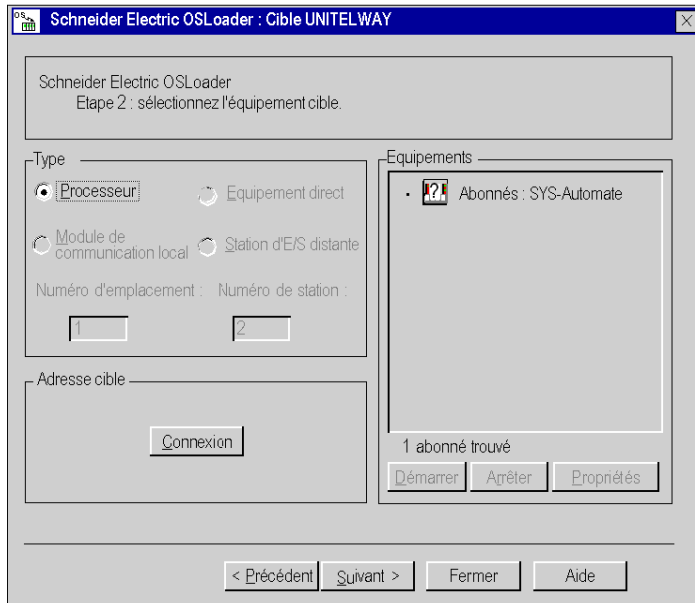 OS
Schneider Electric OSLoader : Cible UNITELWAY
Schneider Electric OSLoader
Etape 2 : sélectionnez l'équipement cible.
Type
Processeur
Equipement direct
Module de
communication local
Station d'E/S distante
Numéro d'emplacement :
Numéro de station :
1
2
Adresse cible
Connexion
Equipements
!?! Abonnés : SYS-Automate
1 abonné trouvé
Démarrer
Arrêter
Propriétés
< Précédent
Suivant >
Fermer
Aide